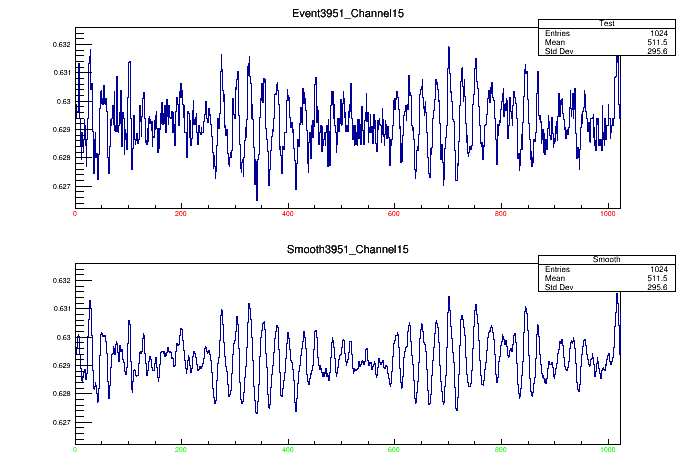 Event3951_Channel15
Test
Entries 1024
Mean 511.5
Std Dev 295.6
0.632
0.631
0.63
0.629
0.628
0.627
0 200 400 600 800 1000
Smooth3951_Channel15
Smooth
Entries 1024
Mean 511.5
Std Dev 295.6
0.632
0.631
0.63
0.629
0.628
0.627
0 200 400 600 800 1000